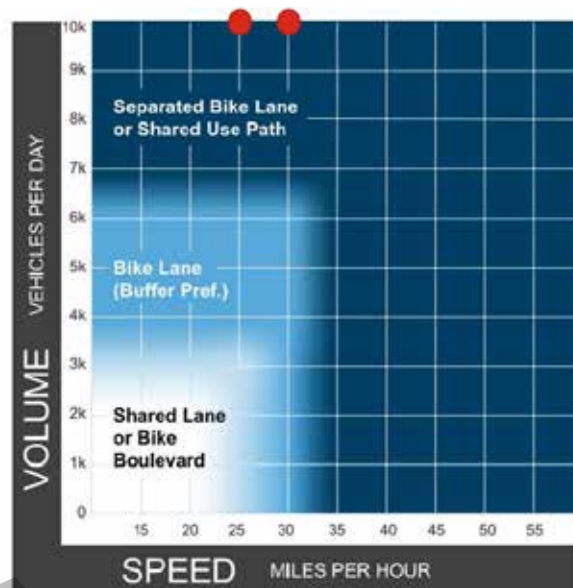 10k
9k
8k
7k
6k
5k
4k
3k
2k
1k
0
Separated Bike Lane
or Shared Use Path
Bike Lane
(Buffer Pref.)
Shared Lane
or Bike
Boulevard
VOLUME VEHICLES PER DAY
15 20 25 30 35 40 45 50 55
SPEED MILES PER HOUR